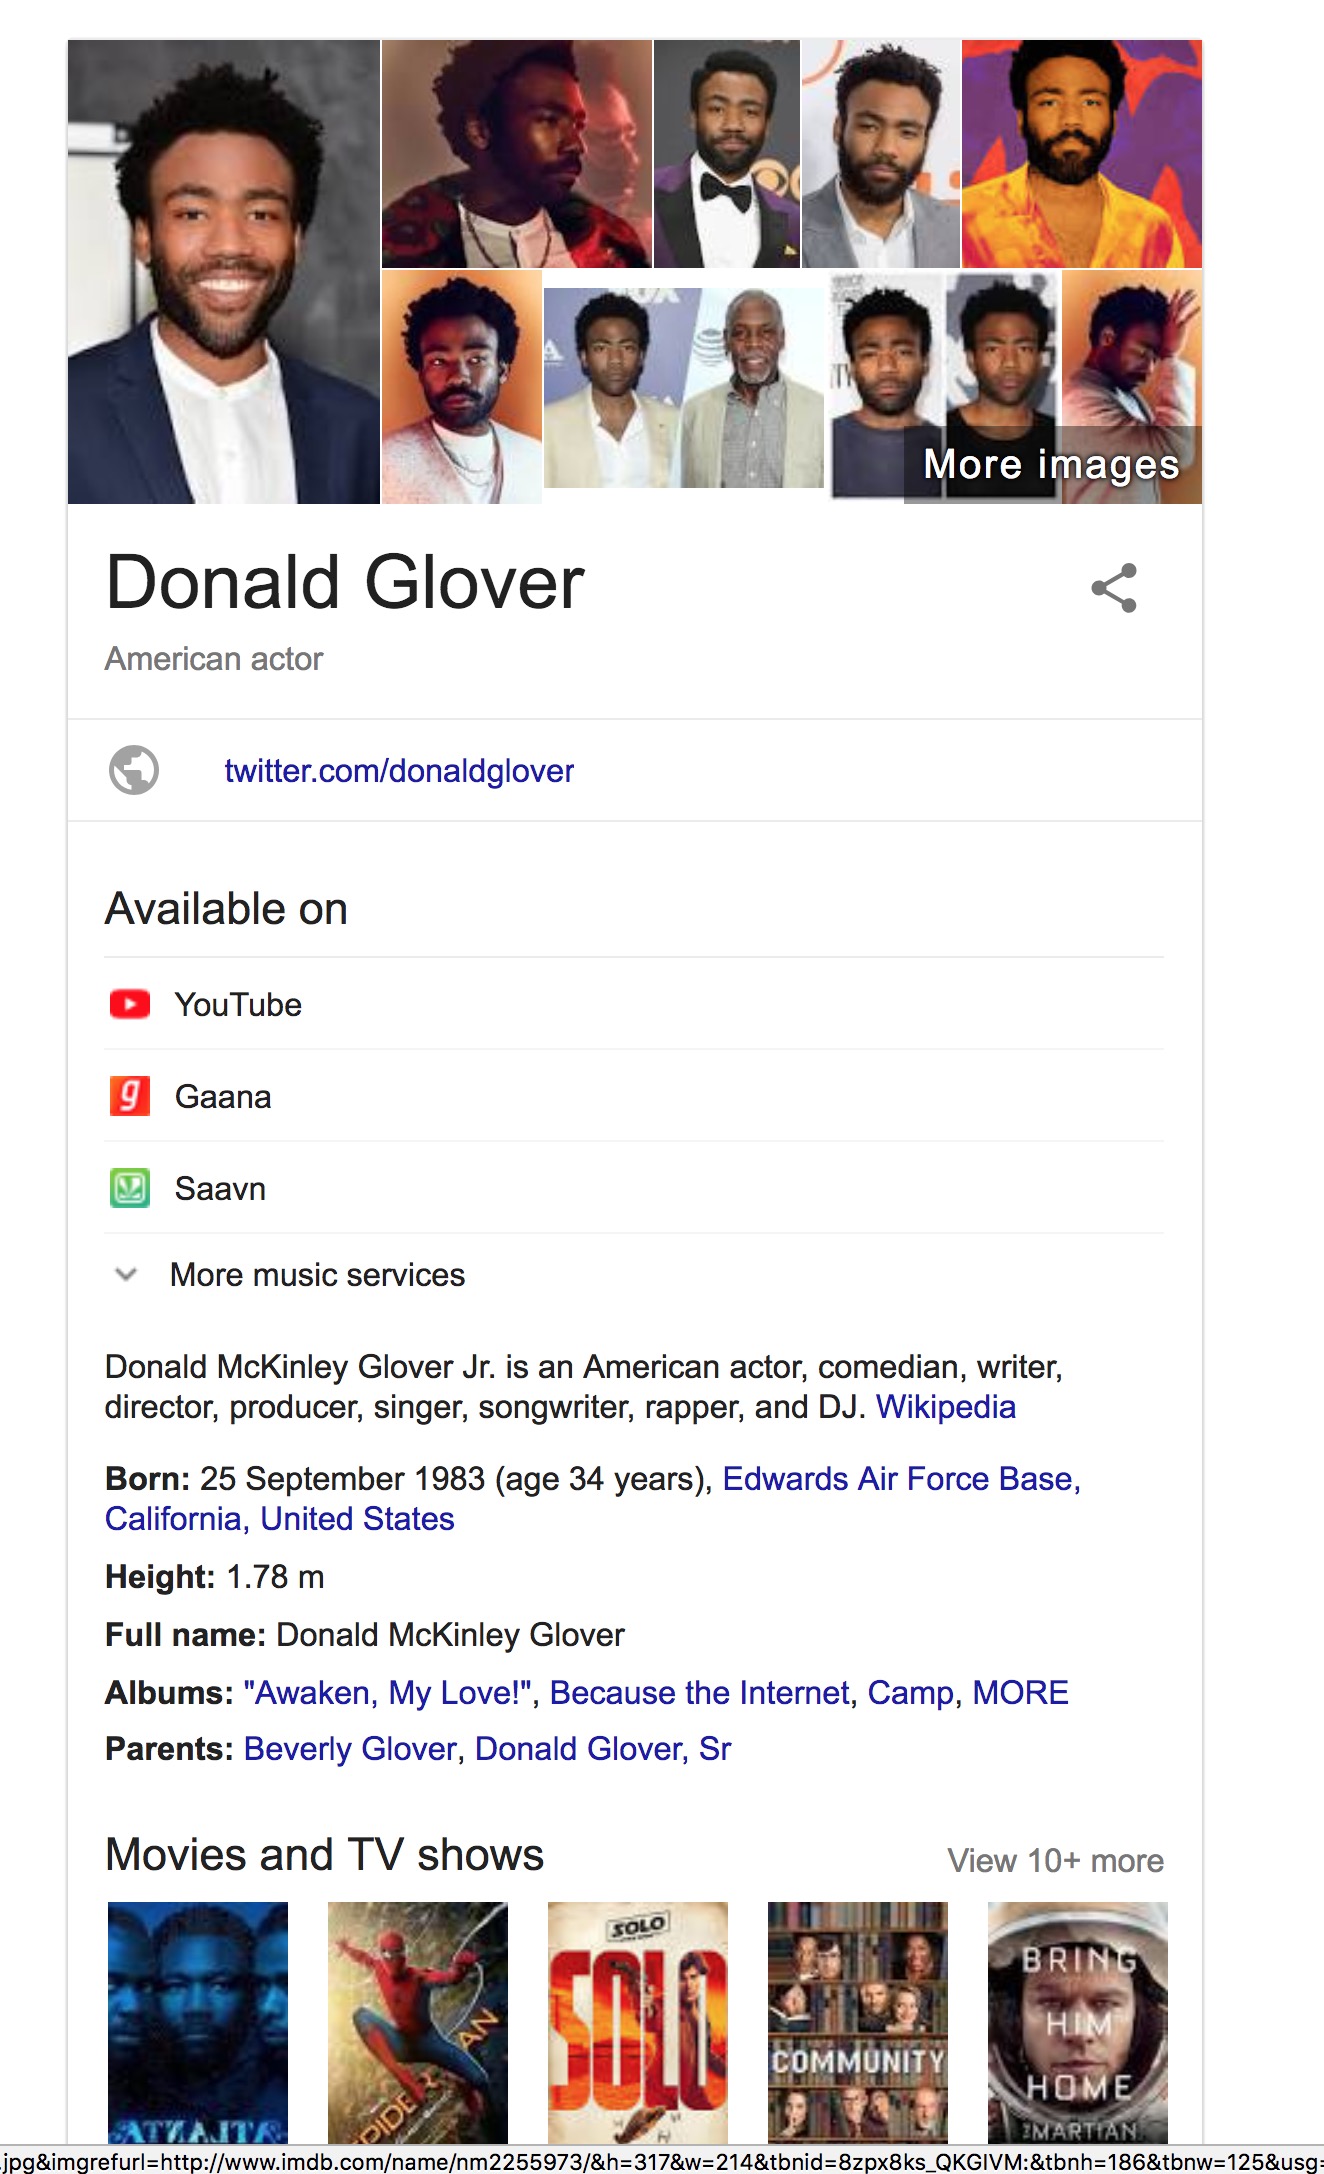 More images
Donald Glover
American actor
twitter.com/donaldglover
Available on
YouTube
Gaana
Saavn
More music services
Donald McKinley Glover Jr. is an American actor, comedian, writer,
director, producer, singer, songwriter, rapper, and DJ. Wikipedia
Born: 25 September 1983 (age 34 years), Edwards Air Force Base,
California, United States
Height: 1.78 m
Full name: Donald McKinley Glover
Albums: "Awaken, My Love!", Because the Internet, Camp, MORE
Parents: Beverly Glover, Donald Glover, Sr
Movies and TV shows
View 10+ more
ATLANTA
SOLO
SOLO
COMMUNITY
BRING
HIM
HOME
THE MARTIAN
.jpg&imgrefurl=http://www.imdb.com/name/nm2255973/&h=317&w=214&tbnid=8zpx8ks_QKGIVM:&tbnh=186&tbnw=125&usg=